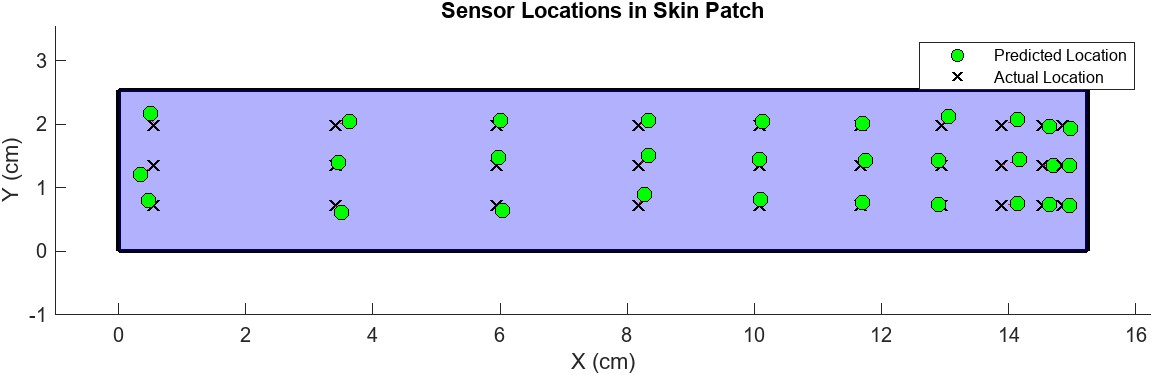 Sensor Locations in Skin Patch
Predicted Location
Actual Location
3
2
1
0
-1
Y (cm)
0 2 4 6 8 10 12 14 16
X (cm)